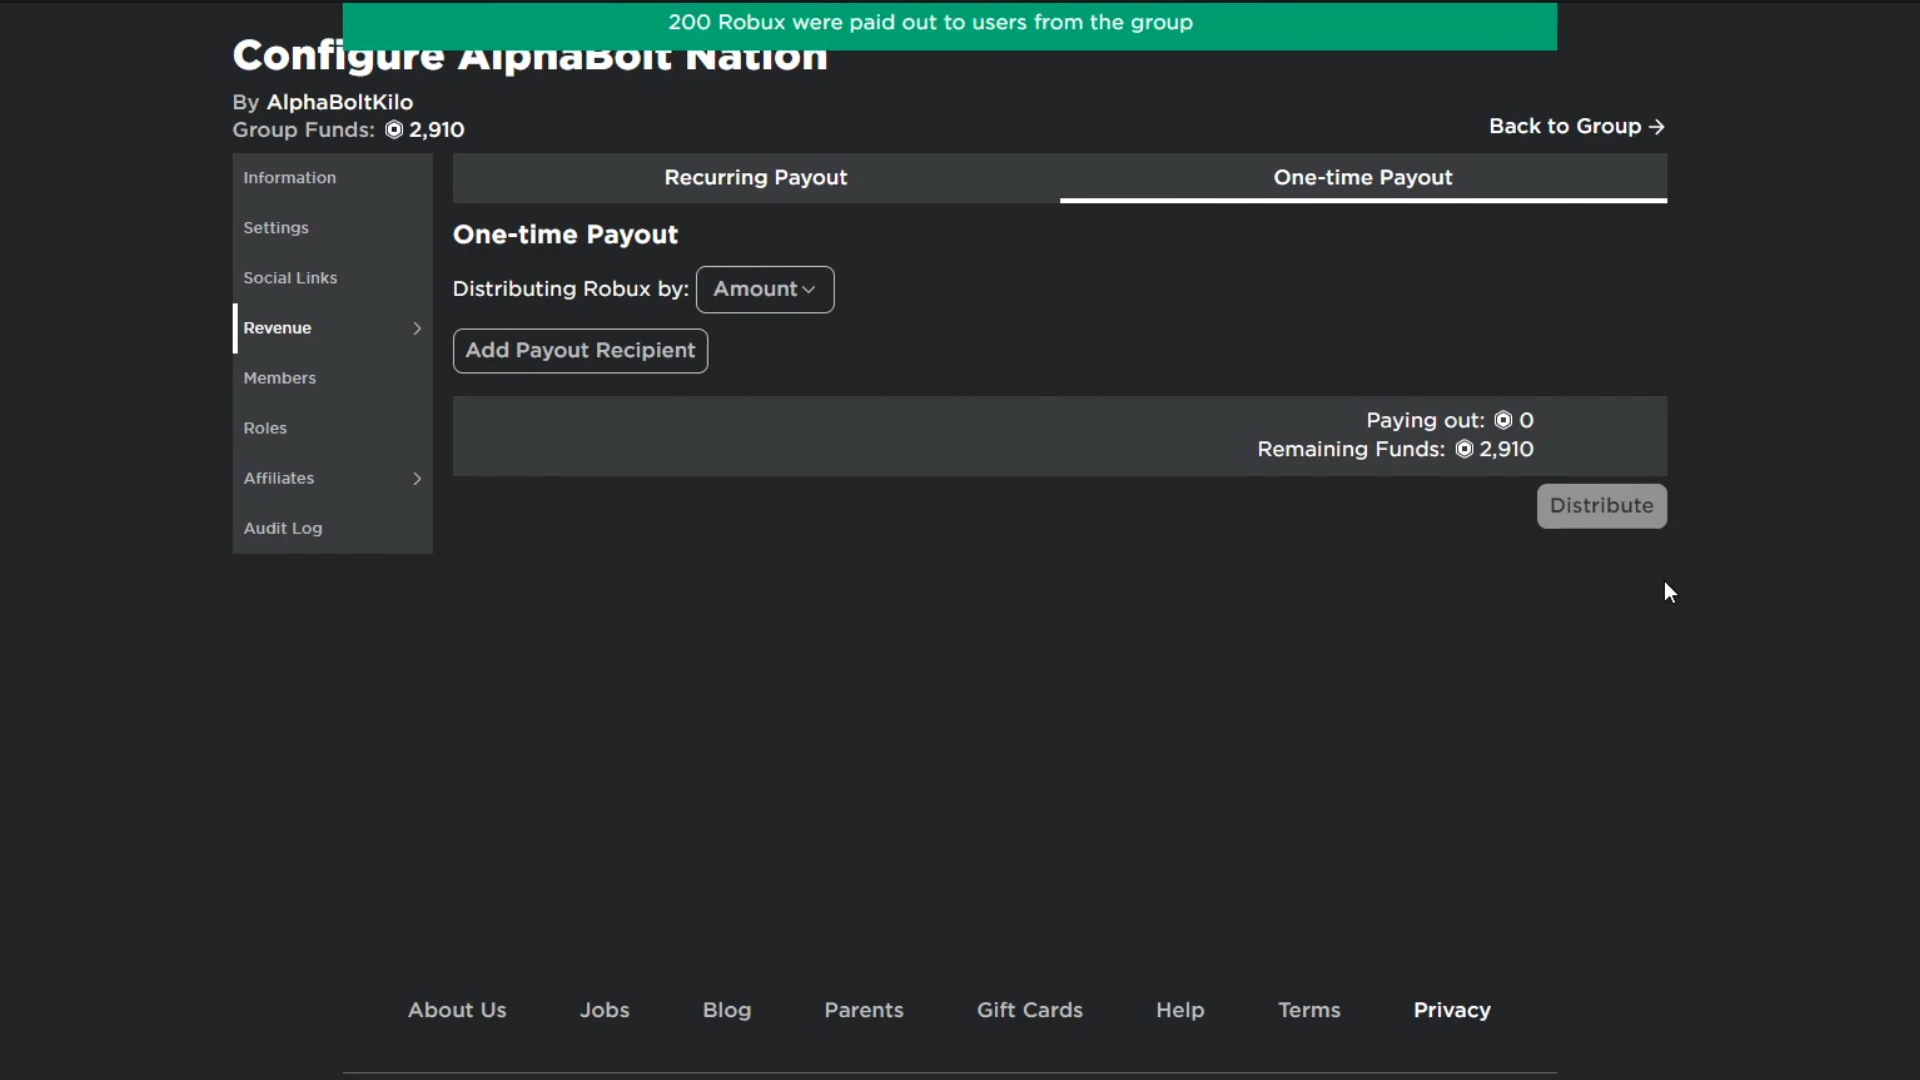 200 Robux were paid out to users from the group
Configure AlphaBolt Nation
By AlphaBoltKilo
Group Funds: 2,910
Back to Group →
Information
Settings
Social Links
Revenue
Members
Roles
Affiliates
Audit Log
Recurring Payout
One-time Payout
One-time Payout
Distributing Robux by: Amount
Add Payout Recipient
Paying out: 0
Remaining Funds: 2,910
Distribute
About Us Jobs Blog Parents Gift Cards Help Terms Privacy